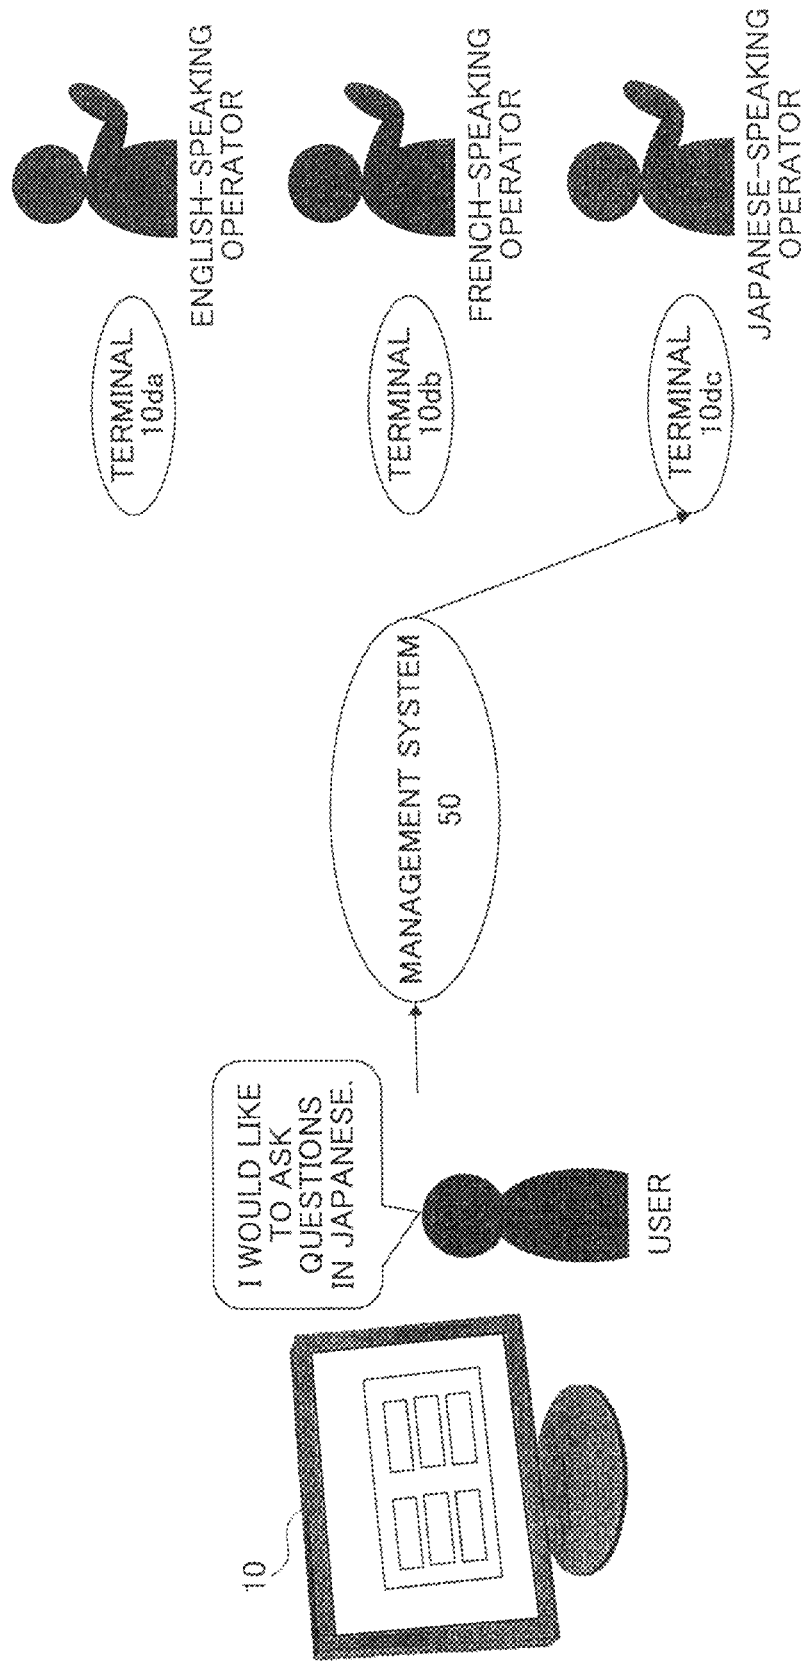 10
I WOULD LIKE
TO ASK
QUESTIONS
IN JAPANESE.
USER
MANAGEMENT SYSTEM
50
TERMINAL
10da
ENGLISH-SPEAKING
OPERATOR
TERMINAL
10db
FRENCH-SPEAKING
OPERATOR
TERMINAL
10dc
JAPANESE-SPEAKING
OPERATOR